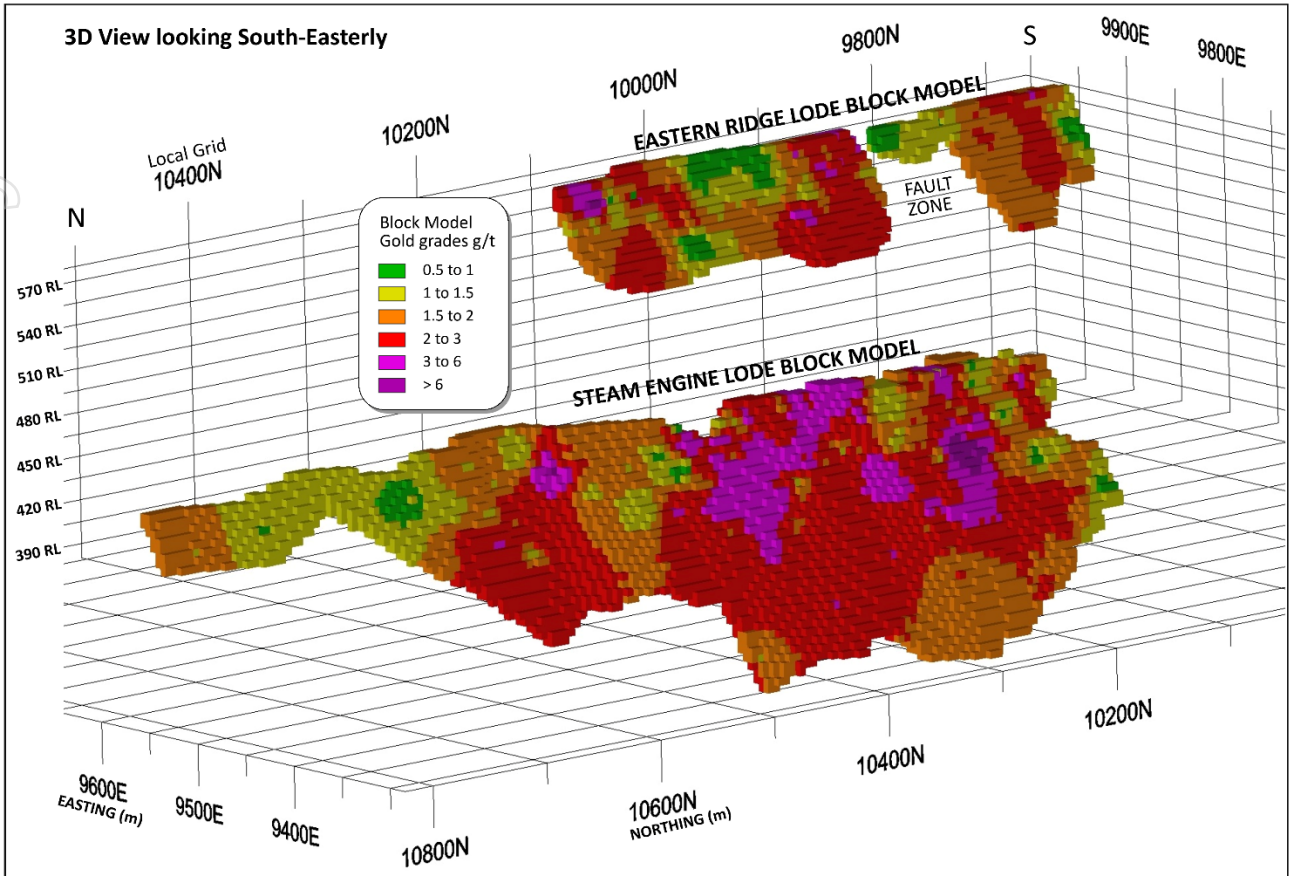 3D View looking South-Easterly
S
9900E
9800E
9800N
10000N
10200N
Local Grid
10400N
N
EASTERN RIDGE LODE BLOCK MODEL
FAULT
ZONE
Block Model
Gold grades g/t
0.5 to 1
1 to 1.5
1.5 to 2
2 to 3
3 to 6
>6
570 RL
540 RL
510 RL
480 RL
450 RL
420 RL
390 RL
STEAM ENGINE LODE BLOCK MODEL
9600E
9500E
9400E
EASTING (m)
10800N
10600N
NORTHING (m)
10400N
10200N